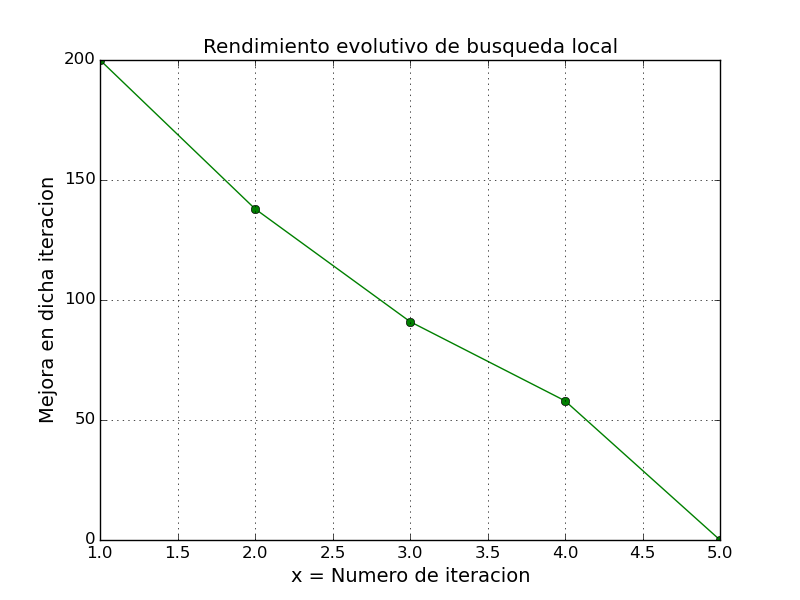 Rendimiento evolutivo de busqueda local
200
150
100
50
0
Mejora en dicha iteracion
1.0 1.5 2.0 2.5 3.0 3.5 4.0 4.5 5.0
x = Numero de iteracion